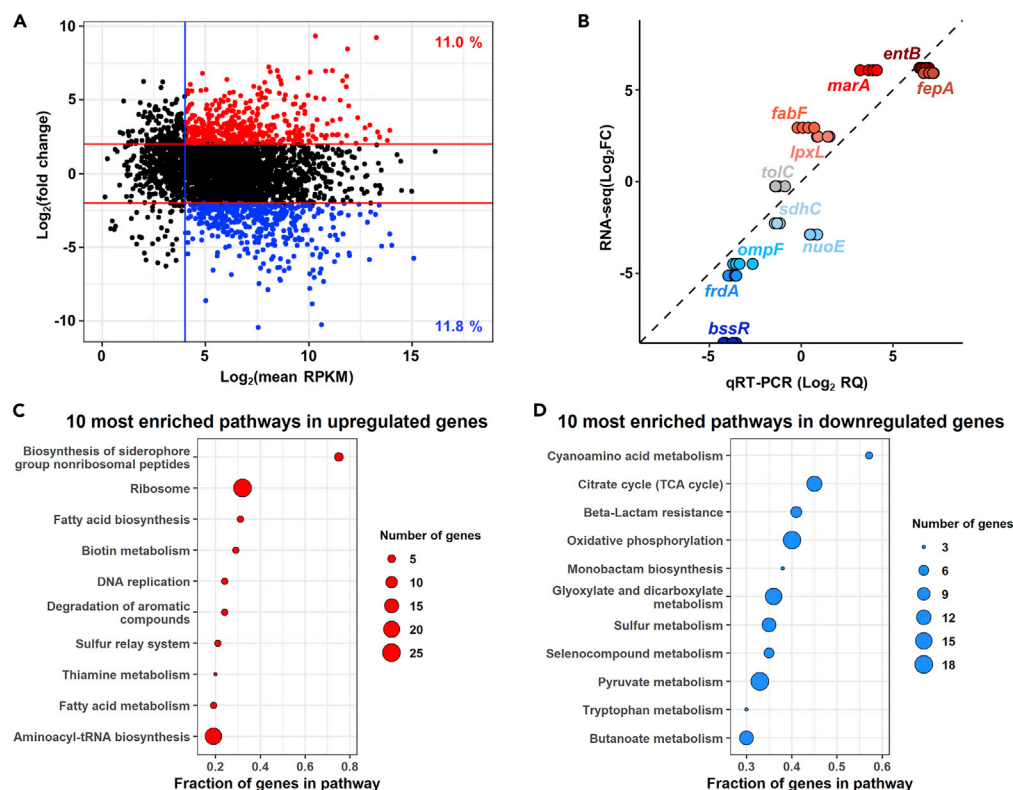 A
10
5
0
-5
-10
0
5
10
15
11.0 %
11.8 %
Log2(fold change)
Log2(mean RPKM)
B
5
0
-5
-5
0
5
RNA-seq(Log2FC)
qRT-PCR (Log2 RQ)
entB
marA
fepA
fabF
lpxL
tolC
sdhC
nuoE
ompF
frdA
bssR
C
10 most enriched pathways in upregulated genes
Biosynthesis of siderophore
group nonribosomal peptides
Ribosome
Fatty acid biosynthesis
Biotin metabolism
DNA replication
Degradation of aromatic
compounds
Sulfur relay system
Thiamine metabolism
Fatty acid metabolism
Aminoacyl-tRNA biosynthesis
0.2
0.4
0.6
0.8
Fraction of genes in pathway
Number of genes
5
10
15
20
25
D
10 most enriched pathways in downregulated genes
Cyanoamino acid metabolism
Citrate cycle (TCA cycle)
Beta-Lactam resistance
Oxidative phosphorylation
Monobactam biosynthesis
Glyoxylate and dicarboxylate
metabolism
Sulfur metabolism
Selenocompound metabolism
Pyruvate metabolism
Tryptophan metabolism
Butanoate metabolism
0.3
0.4
0.5
0.6
Fraction of genes in pathway
Number of genes
3
6
9
12
15
18